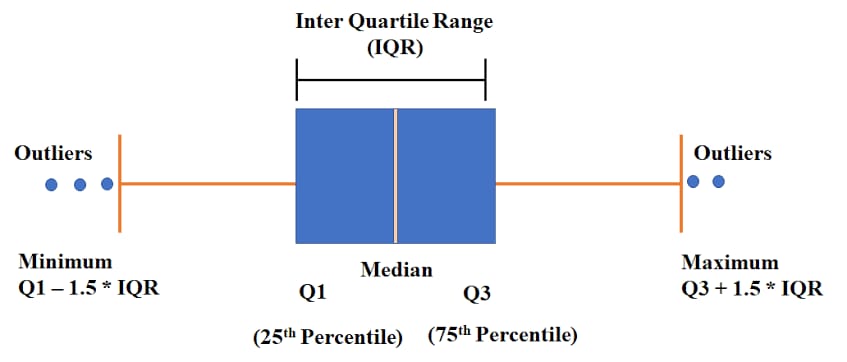 Inter Quartile Range
(IQR)
Outliers
Outliers
Minimum
Q1 – 1.5 * IQR
Median
Maximum
Q3 + 1.5 * IQR
Q1
Q3
(25th Percentile)
(75th Percentile)